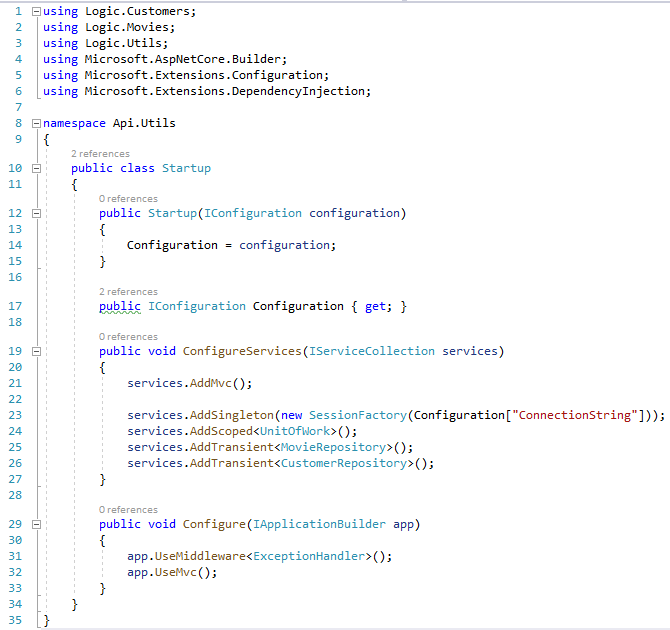 1 using Logic.Customers;
2 using Logic.Movies;
3 using Logic.Utils;
4 using Microsoft.AspNetCore.Builder;
5 using Microsoft.Extensions.Configuration;
6 using Microsoft.Extensions.DependencyInjection;
7
8 namespace Api.Utils
9 {
2 references
10 public class Startup
11 {
0 references
12 public Startup(IConfiguration configuration)
13 {
14 Configuration = configuration;
15 }
16
2 references
17 public IConfiguration Configuration { get; }
18
0 references
19 public void ConfigureServices(IServiceCollection services)
20 {
21 services.AddMvc();
22
23 services.AddSingleton(new SessionFactory(Configuration["ConnectionString"]));
24 services.AddScoped<UnitOfWork>();
25 services.AddTransient<MovieRepository>();
26 services.AddTransient<CustomerRepository>();
27 }
28
0 references
29 public void Configure(IApplicationBuilder app)
30 {
31 app.UseMiddleware<ExceptionHandler>();
32 app.UseMvc();
33 }
34 }
35 }